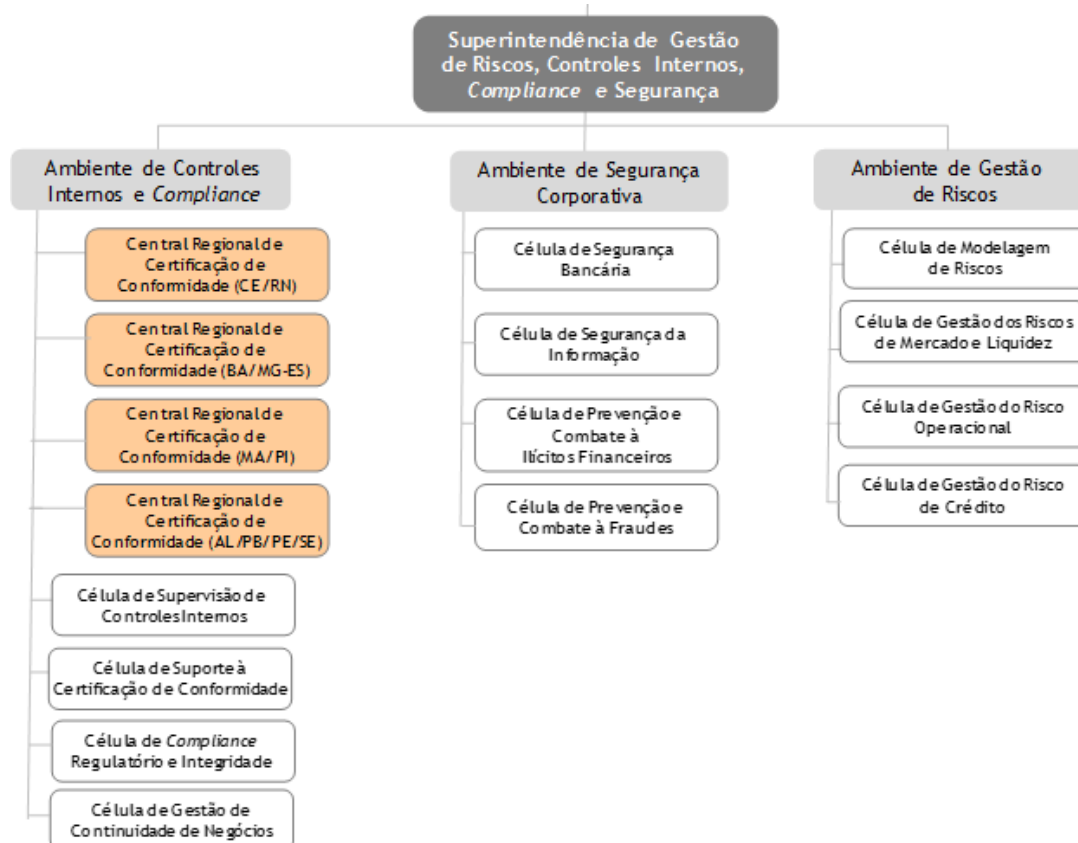 Superintendência de Gestão
de Riscos, Controles Internos,
Compliance e Segurança
Ambiente de Controles
Internos e Compliance
Central Regional de
Certificação de
Conformidade (CE/RN)
Central Regional de
Certificação de
Conformidade (BA/MG-ES)
Central Regional de
Certificação de
Conformidade (MA/PI)
Central Regional de
Certificação de
Conformidade (AL/PB/PE/SE)
Célula de Supervisão de
Controles Internos
Célula de Suporte à
Certificação de Conformidade
Célula de Compliance
Regulatório e Integridade
Célula de Gestão de
Continuidade de Negócios
Ambiente de Segurança
Corporativa
Célula de Segurança
Bancária
Célula de Segurança da
Informação
Célula de Prevenção e
Combate à
Ilícitos Financeiros
Célula de Prevenção e
Combate à Fraudes
Ambiente de Gestão
de Riscos
Célula de Modelagem
de Riscos
Célula de Gestão dos Riscos
de Mercado e Liquidez
Célula de Gestão do Risco
Operacional
Célula de Gestão do Risco
de Crédito